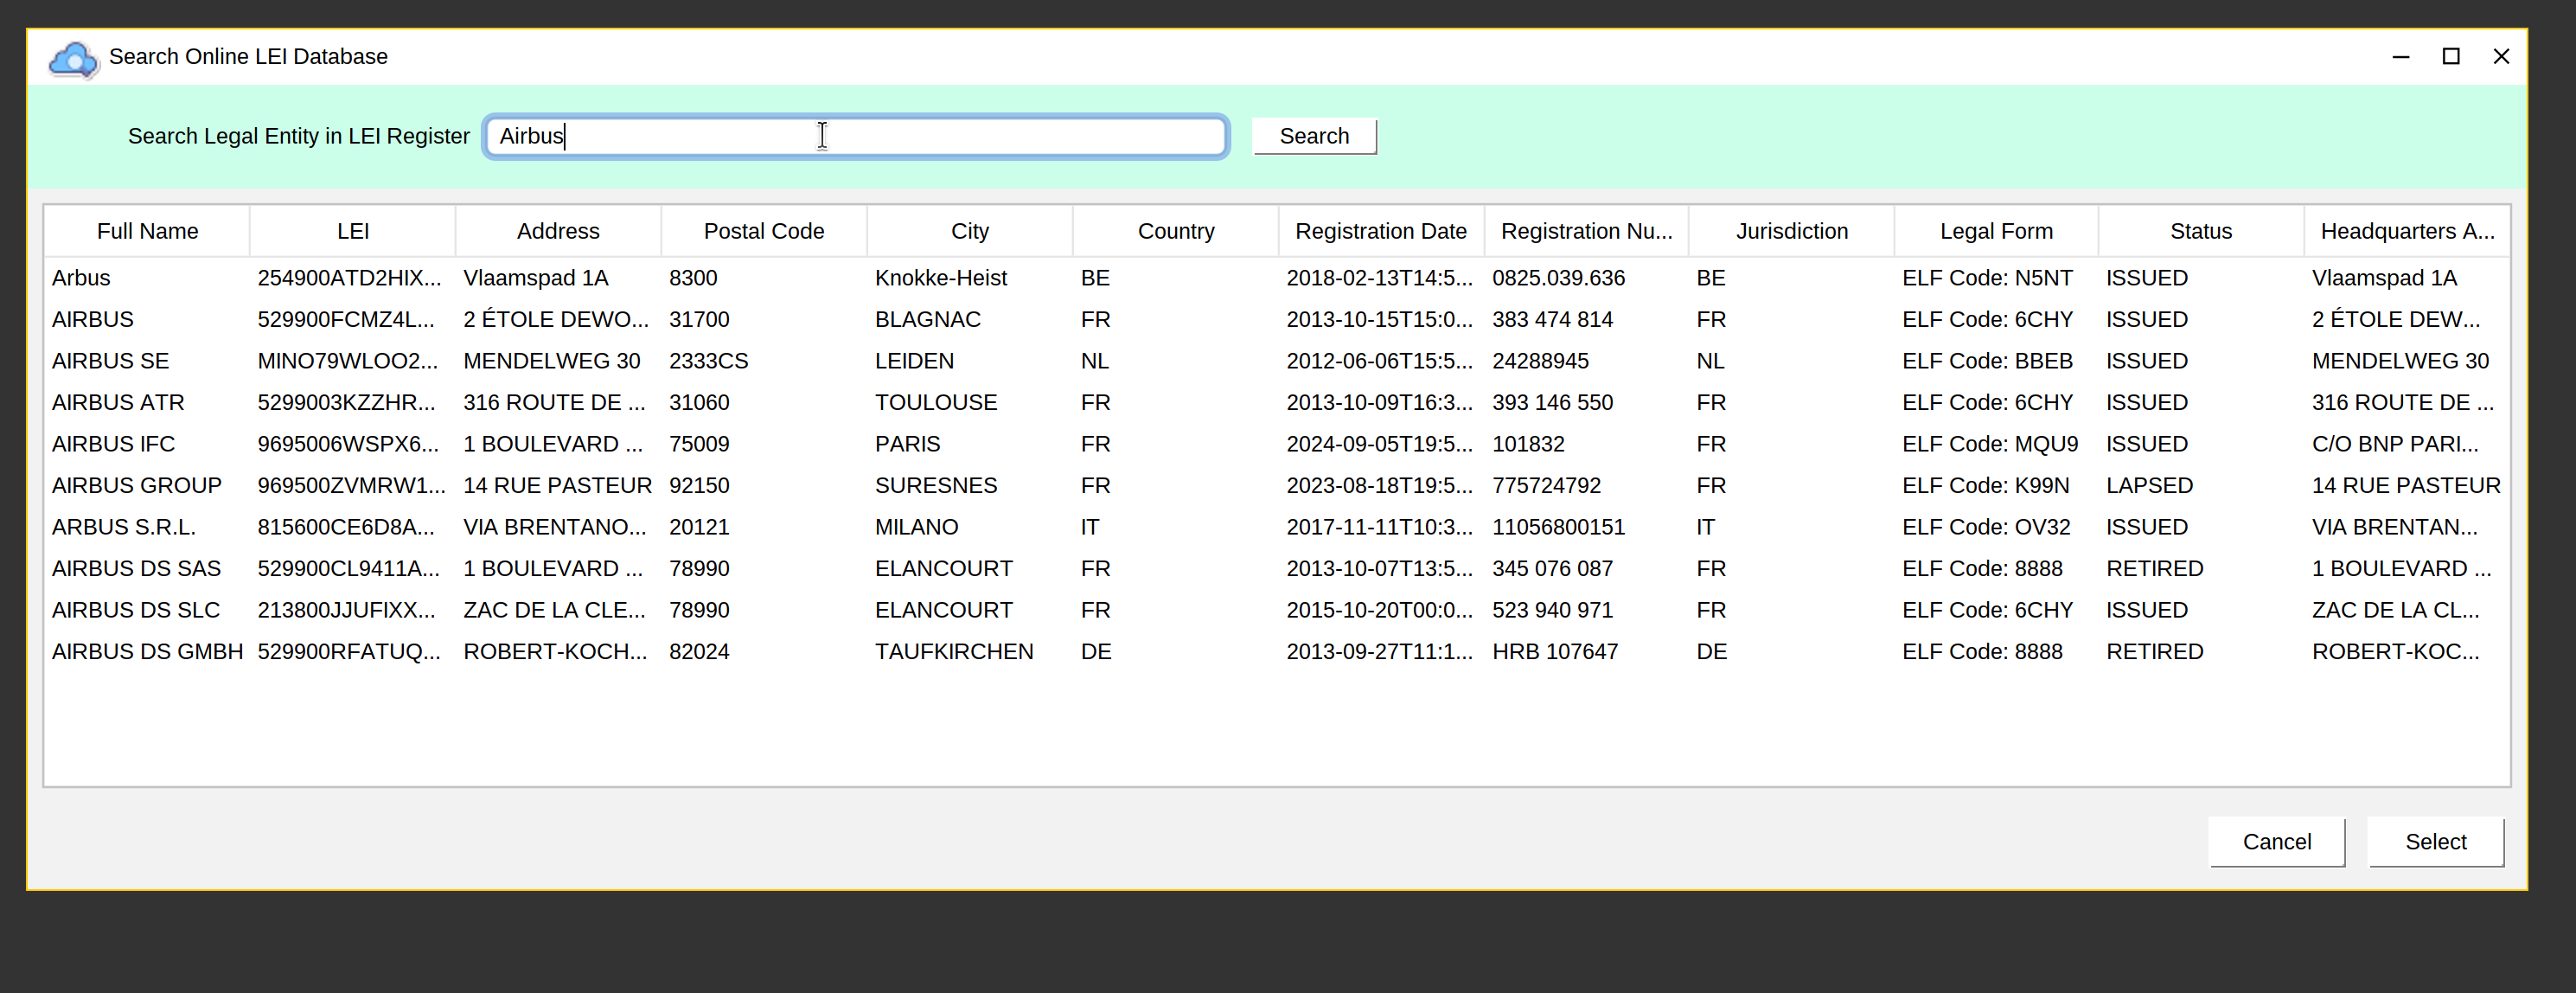 Search Online LEI Database
Search Legal Entity in LEI Register Airbus Search
Full Name LEI Address Postal Code City Country Registration Date Registration Nu... Jurisdiction Legal Form Status Headquarters A...
Arbus 254900ATD2HIX... Vlaamspad 1A 8300 Knokke-Heist BE 2018-02-13T14:5... 0825.039.636 BE ELF Code: N5NT ISSUED Vlaamspad 1A
AIRBUS 529900FCMZ4L... 2 ÉTOLE DEWO... 31700 BLAGNAC FR 2013-10-15T15:0... 383 474 814 FR ELF Code: 6CHY ISSUED 2 ÉTOLE DEW...
AIRBUS SE MINO79WLOO2... MENDELWEG 30 2333CS LEIDEN NL 2012-06-06T15:5... 24288945 NL ELF Code: BBEB ISSUED MENDELWEG 30
AIRBUS ATR 5299003KZZHR... 316 ROUTE DE ... 31060 TOULOUSE FR 2013-10-09T16:3... 393 146 550 FR ELF Code: 6CHY ISSUED 316 ROUTE DE ...
AIRBUS IFC 9695006WSPX6... 1 BOULEVARD ... 75009 PARIS FR 2024-09-05T19:5... 101832 FR ELF Code: MQU9 ISSUED C/O BNP PARI...
AIRBUS GROUP 969500ZVMRW1... 14 RUE PASTEUR 92150 SURESNES FR 2023-08-18T19:5... 775724792 FR ELF Code: K99N LAPSED 14 RUE PASTEUR
ARBUS S.R.L. 815600CE6D8A... VIA BRENTANO... 20121 MILANO IT 2017-11-11T10:3... 11056800151 IT ELF Code: OV32 ISSUED VIA BRENTAN...
AIRBUS DS SAS 529900CL9411A... 1 BOULEVARD ... 78990 ELANCOURT FR 2013-10-07T13:5... 345 076 087 FR ELF Code: 8888 RETIRED 1 BOULEVARD ...
AIRBUS DS SLC 213800JJUFIXX... ZAC DE LA CLE... 78990 ELANCOURT FR 2015-10-20T00:0... 523 940 971 FR ELF Code: 6CHY ISSUED ZAC DE LA CL...
AIRBUS DS GMBH 529900RFATUQ... ROBERT-KOCH... 82024 TAUFKIRCHEN DE 2013-09-27T11:1... HRB 107647 DE ELF Code: 8888 RETIRED ROBERT-KOC...
Cancel Select